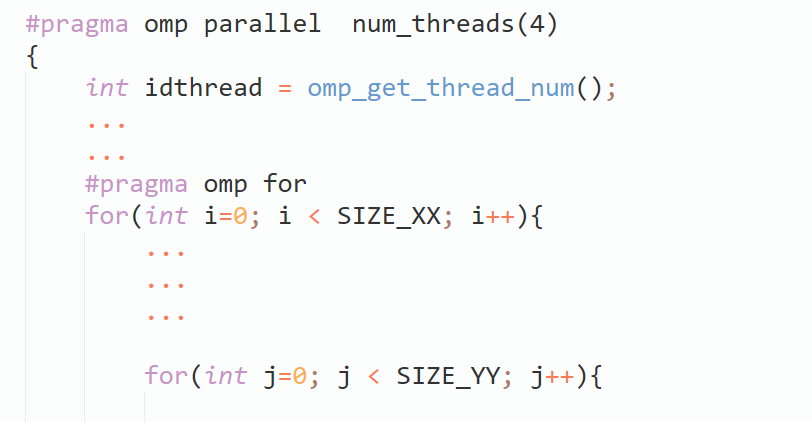 #pragma omp parallel  num_threads(4)
{
    int idthread = omp_get_thread_num();
    ...
    ...
    #pragma omp for
    for(int i=0; i < SIZE_XX; i++){
        ...
        ...
        ...
        for(int j=0; j < SIZE_YY; j++){